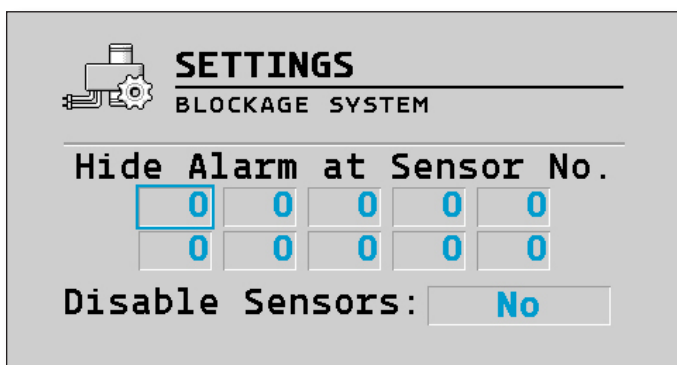 SETTINGS
BLOCKAGE SYSTEM
Hide Alarm at Sensor No.
0 0 0 0 0
0 0 0 0 0
Disable Sensors: No